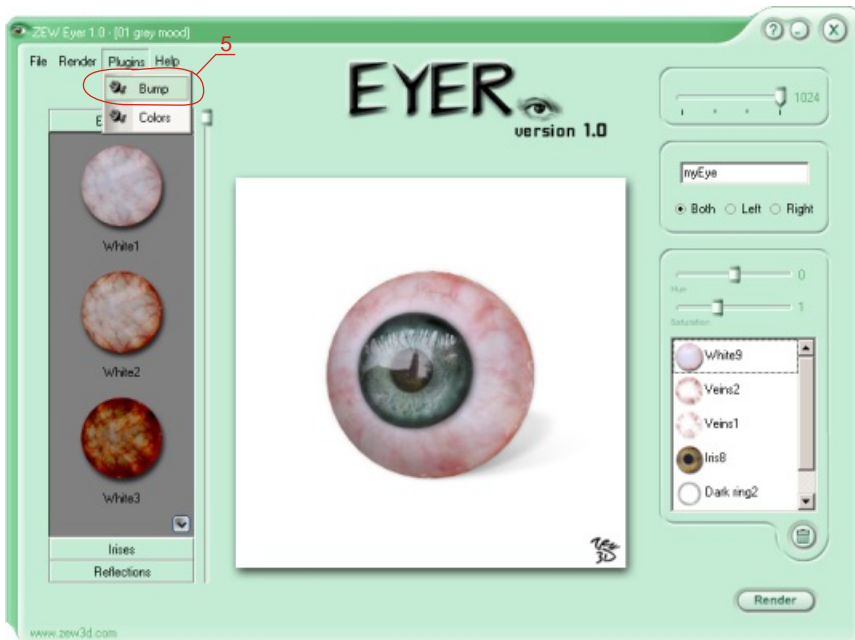 ZEW Eyer 1.0 - [01 grey mood]
File Render Plugins Help
5
Bump
Colors
E
White1
White2
White3
Irises
Reflections
www.zew3d.com
EYER
version 1.0
ZEW
3D
1024
myEye
Both Left Right
0
Hue
1
Saturation
White9
Veins2
Veins1
Iris8
Dark ring2
Render